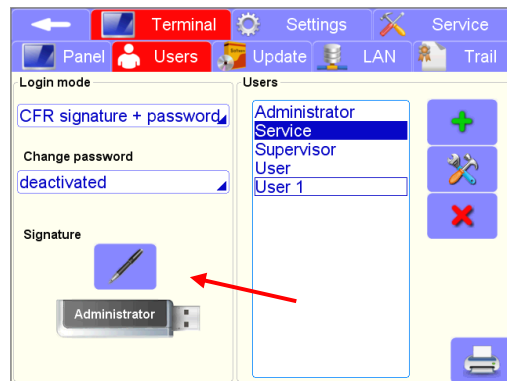 Terminal Settings Service
Panel Users Update LAN Trail
Login mode
CFR signature + password
Change password
deactivated
Signature
Administrator
Users
Administrator
Service
Supervisor
User
User 1